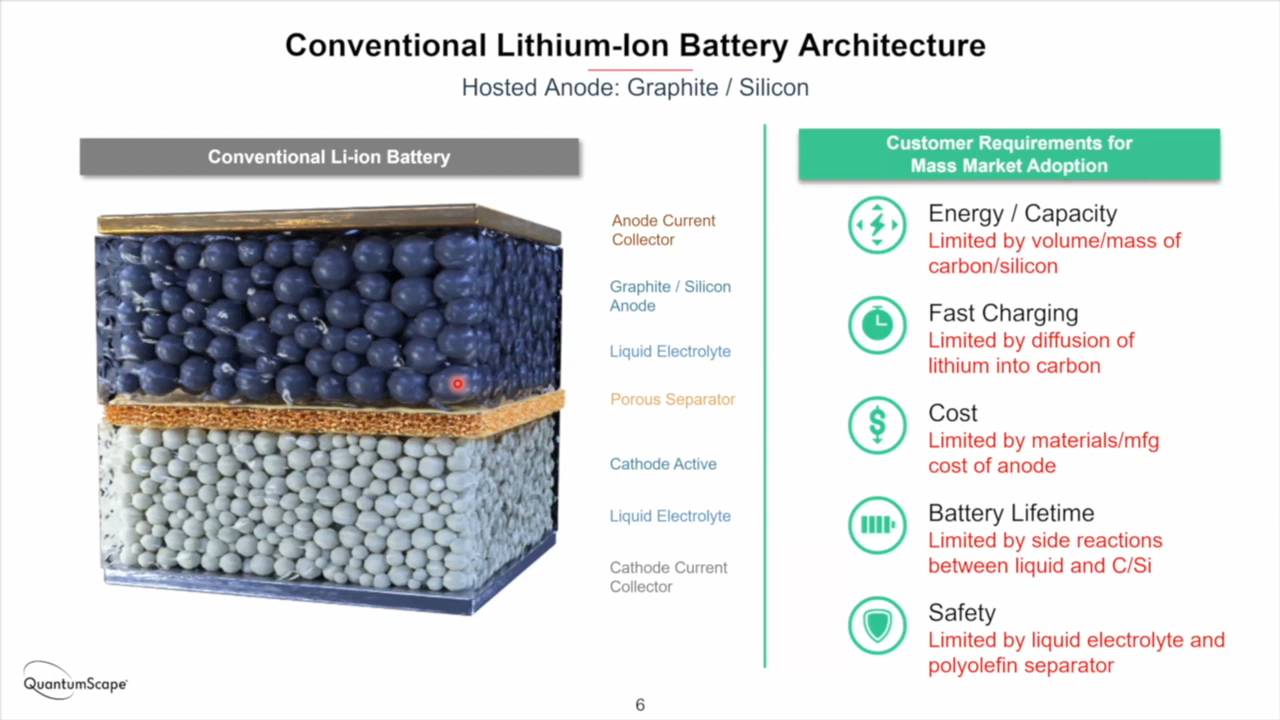 Conventional Lithium-Ion Battery Architecture
Hosted Anode: Graphite / Silicon
Conventional Li-ion Battery
Anode Current
Collector
Graphite / Silicon
Anode
Liquid Electrolyte
Porous Separator
Cathode Active
Liquid Electrolyte
Cathode Current
Collector
Customer Requirements for
Mass Market Adoption
Energy / Capacity
Limited by volume/mass of
carbon/silicon
Fast Charging
Limited by diffusion of
lithium into carbon
$
Cost
Limited by materials/mfg
cost of anode
Battery Lifetime
Limited by side reactions
between liquid and C/Si
Safety
Limited by liquid electrolyte and
polyolefin separator
QuantumScape
6